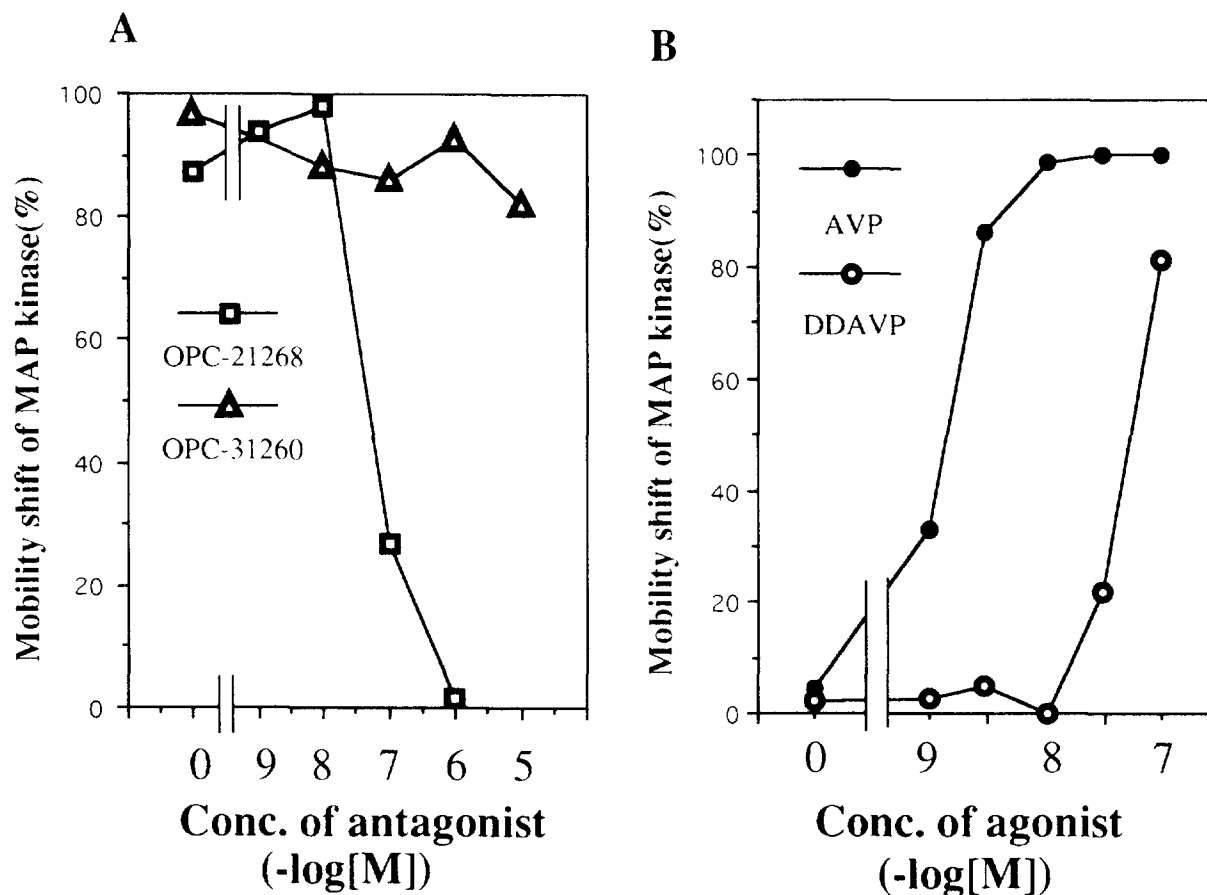 A
Mobility shift of MAP kinase(%)
100
80
60
40
20
0
OPC-21268
OPC-31260
0 9 8 7 6 5
Conc. of antagonist
(-log[M])
B
Mobility shift of MAP kinase(%)
100
80
60
40
20
0
AVP
DDAVP
0 9 8 7
Conc. of agonist
(-log[M])